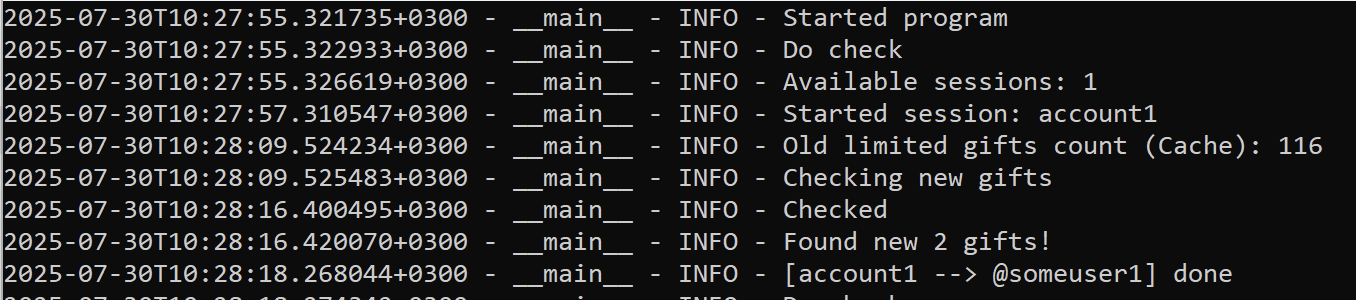 2025-07-30T10:27:55.321735+0300 - __main__ - INFO - Started program
2025-07-30T10:27:55.322933+0300 - __main__ - INFO - Do check
2025-07-30T10:27:55.326619+0300 - __main__ - INFO - Available sessions: 1
2025-07-30T10:27:57.310547+0300 - __main__ - INFO - Started session: account1
2025-07-30T10:28:09.524234+0300 - __main__ - INFO - Old limited gifts count (Cache): 116
2025-07-30T10:28:09.525483+0300 - __main__ - INFO - Checking new gifts
2025-07-30T10:28:16.400495+0300 - __main__ - INFO - Checked
2025-07-30T10:28:16.420070+0300 - __main__ - INFO - Found new 2 gifts!
2025-07-30T10:28:18.268044+0300 - __main__ - INFO - [account1 --> @someuser1] done